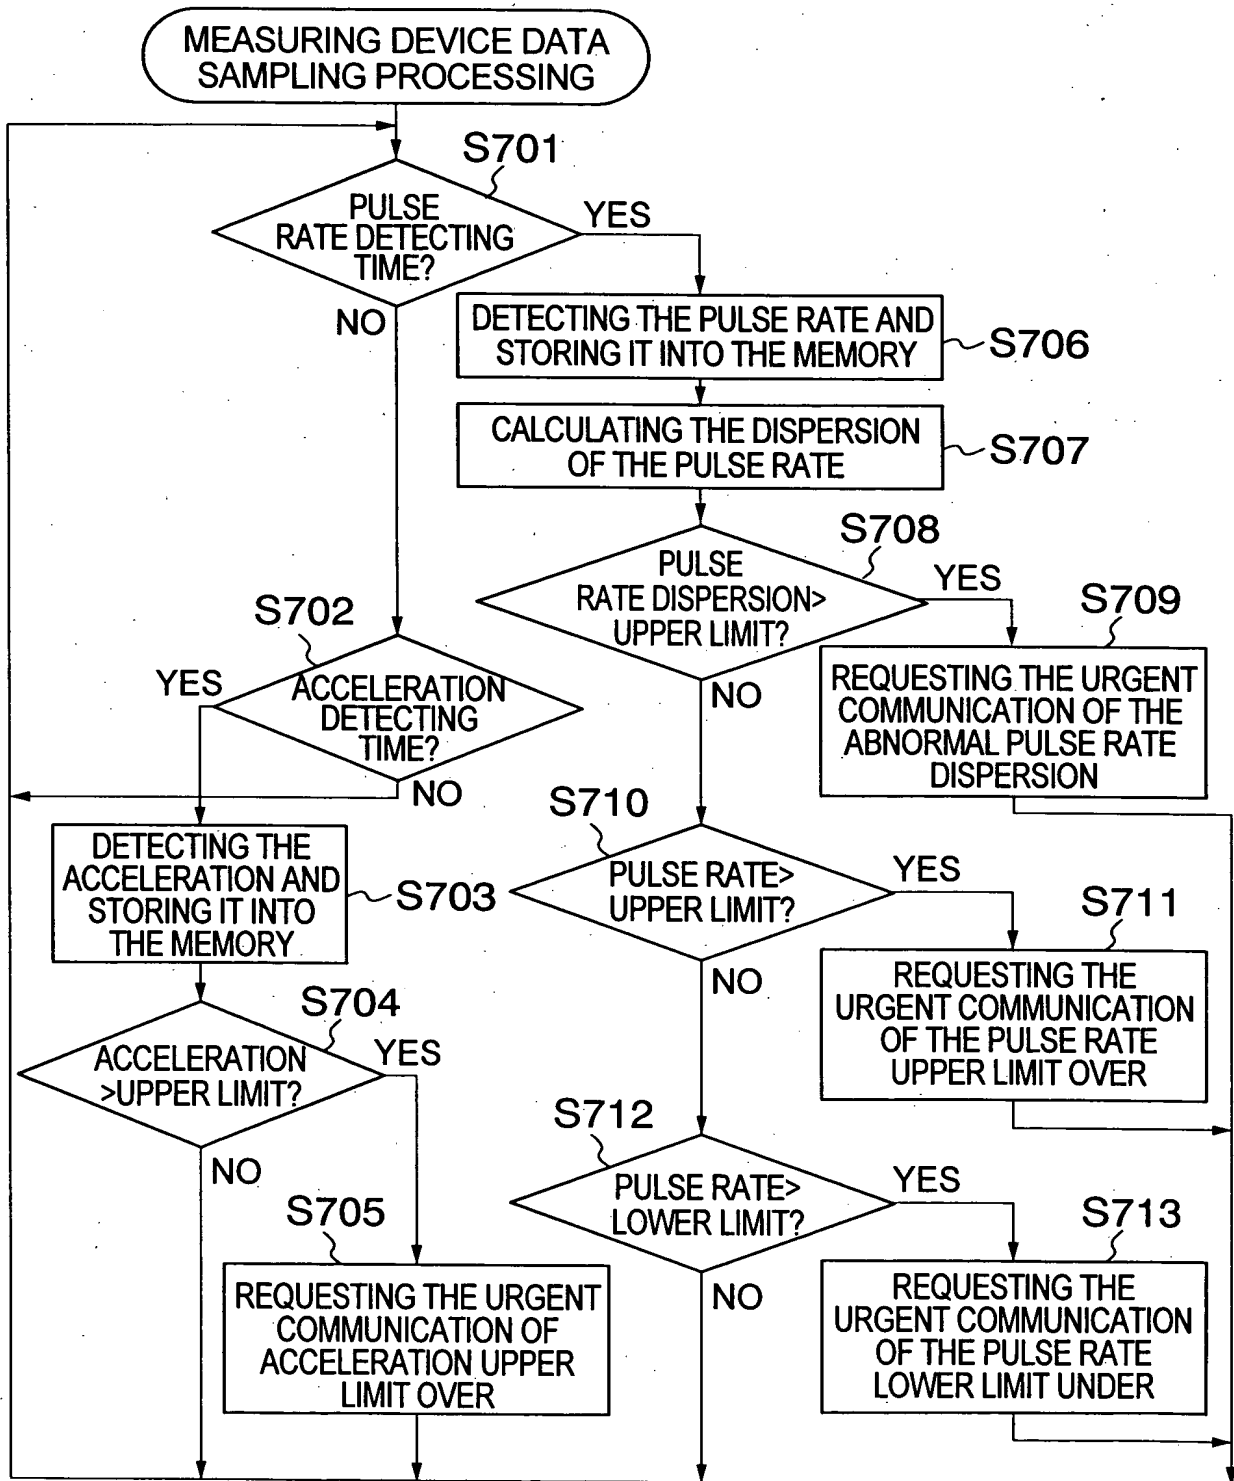 MEASURING DEVICE DATA
SAMPLING PROCESSING
S701
PULSE
RATE DETECTING
TIME?
YES
NO
DETECTING THE PULSE RATE AND
STORING IT INTO THE MEMORY
S706
CALCULATING THE DISPERSION
OF THE PULSE RATE
S707
S708
PULSE
RATE DISPERSION>
UPPER LIMIT?
YES
NO
S709
REQUESTING THE URGENT
COMMUNICATION OF THE
ABNORMAL PULSE RATE
DISPERSION
S702
YES
ACCELERATION
DETECTING
TIME?
NO
DETECTING THE
ACCELERATION AND
STORING IT INTO
THE MEMORY
S703
S710
PULSE RATE>
UPPER LIMIT?
YES
NO
S711
REQUESTING THE
URGENT COMMUNICATION
OF THE PULSE RATE
UPPER LIMIT OVER
S704
ACCELERATION
>UPPER LIMIT?
YES
NO
S705
REQUESTING THE URGENT
COMMUNICATION OF
ACCELERATION UPPER
LIMIT OVER
S712
PULSE RATE>
LOWER LIMIT?
YES
NO
S713
REQUESTING THE
URGENT COMMUNICATION
OF THE PULSE RATE
LOWER LIMIT UNDER